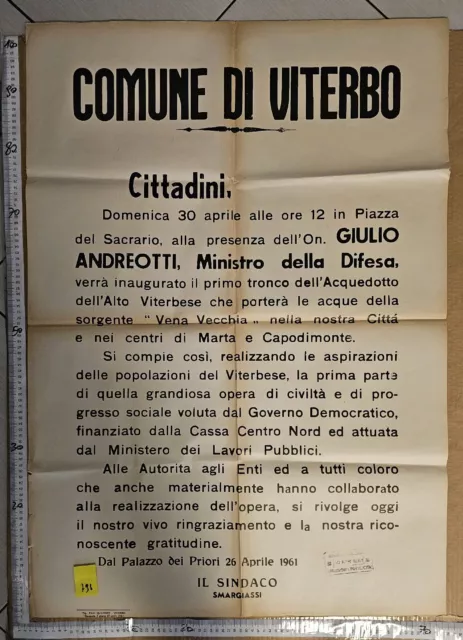 COMUNE DI VITERBO
Cittadini,
Domenica 30 aprile alle ore 12 in Piazza
del Sacrario, alla presenza dell'On. GIULIO
ANDREOTTI, Ministro della Difesa,
verrà inaugurato il primo tronco dell'Acquedotto
dell'Alto Viterbese che porterà le acque della
sorgente " Vena Vecchia „ nella nostra Cittá
e nei centri di Marta e Capodimonte.
Si compie così, realizzando le aspirazioni
delle popolazioni del Viterbese, la prima parte
di quella grandiosa opera di civiltà e di pro-
gresso sociale voluta dal Governo Democratico,
finanziato dalla Cassa Centro Nord ed attuata
dal Ministero dei Lavori Pubblici.
Alle Autorita agli Enti ed a tutti coloro
che anche materialmente hanno collaborato
alla realizzazione dell'opera, si rivolge oggi
il nostro vivo ringraziamento e la nostra rico-
noscente gratitudine.
Dal Palazzo dei Priori 26 Aprile 1961
IL SINDACO
SMARGIASSI